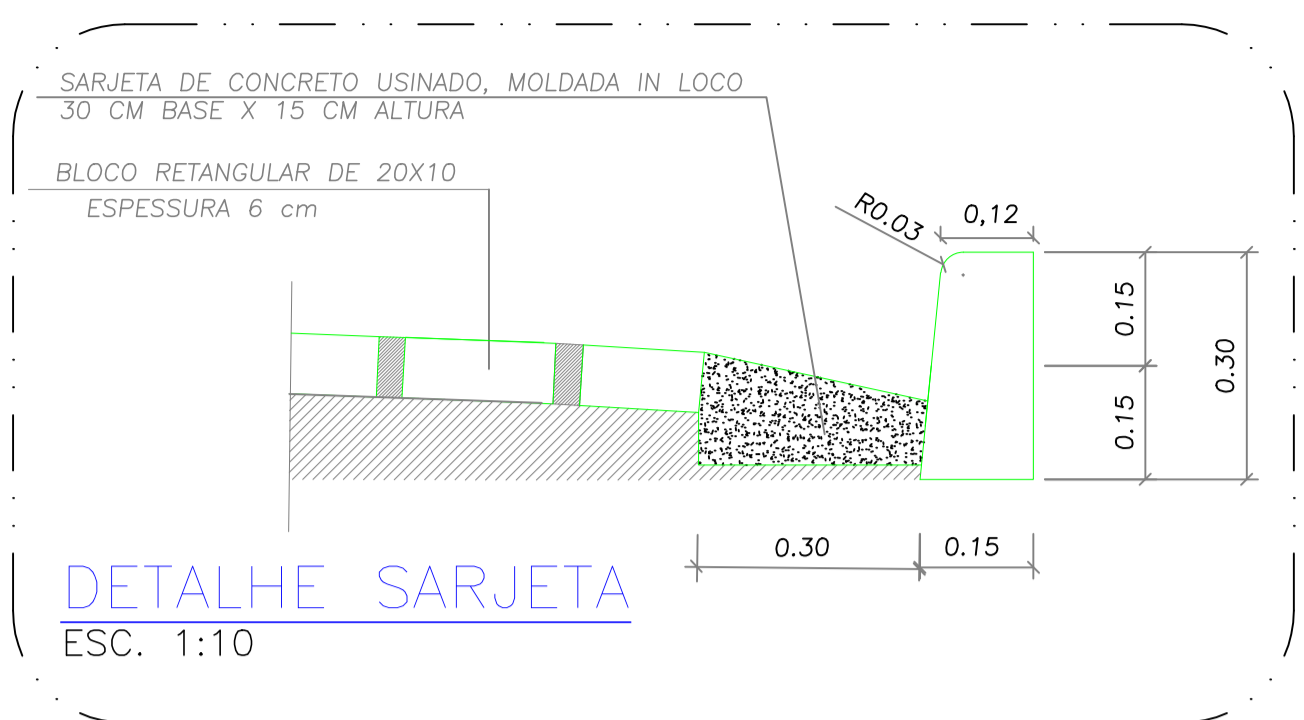 SARJETA DE CONCRETO USINADO, MOLDADA IN LOCO
30 CM BASE X 15 CM ALTURA
BLOCO RETANGULAR DE 20X10
ESPESSURA 6 cm
R0.03
0,12
0.15
0.30
0.15
0.30
0.15
DETALHE SARJETA
ESC. 1:10